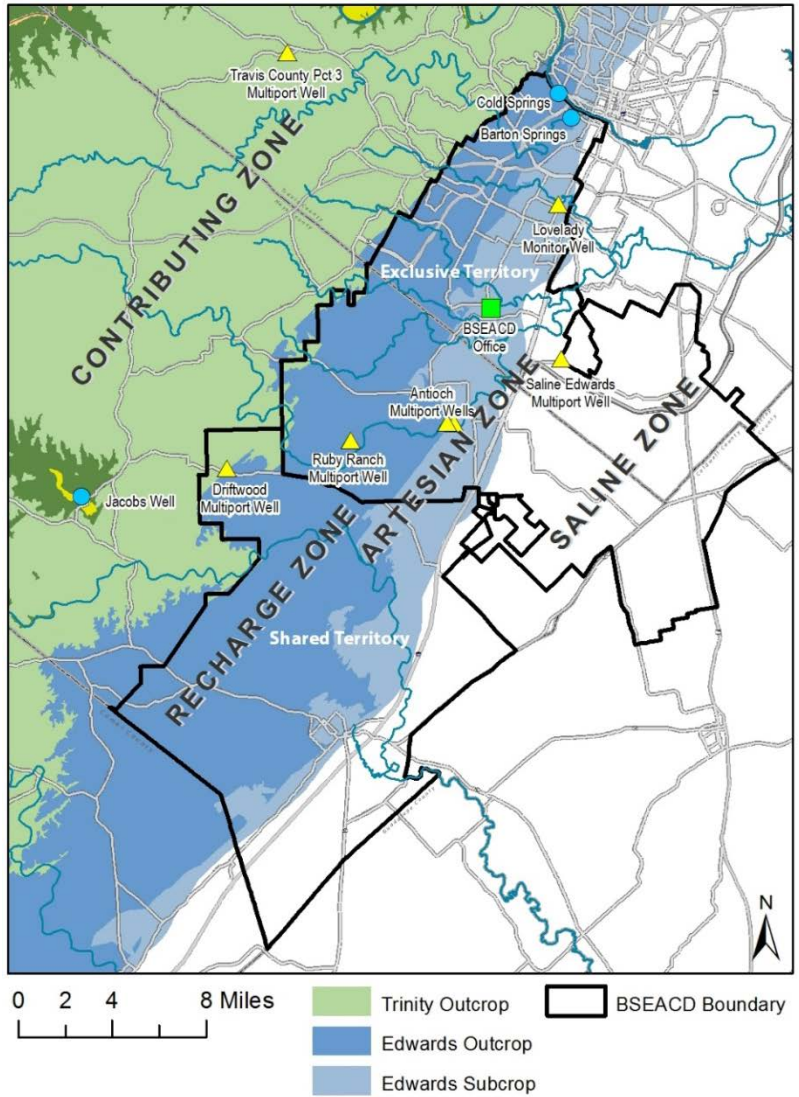 Travis County Pct 3
Multiport Well
Cold Springs
Barton Springs
CONTRIBUTING ZONE
Lovelady
Monitor Well
Exclusive Territory
BSEACD
Office
Saline Edwards
Multiport Well
Antioch
Multiport Wells
ARTESIAN ZONE
SALINE ZONE
Ruby Ranch
Multiport Well
Driftwood
Multiport Well
Jacobs Well
RECHARGE ZONE
Shared Territory
N
0 2 4 8 Miles
Trinity Outcrop
BSEACD Boundary
Edwards Outcrop
Edwards Subcrop